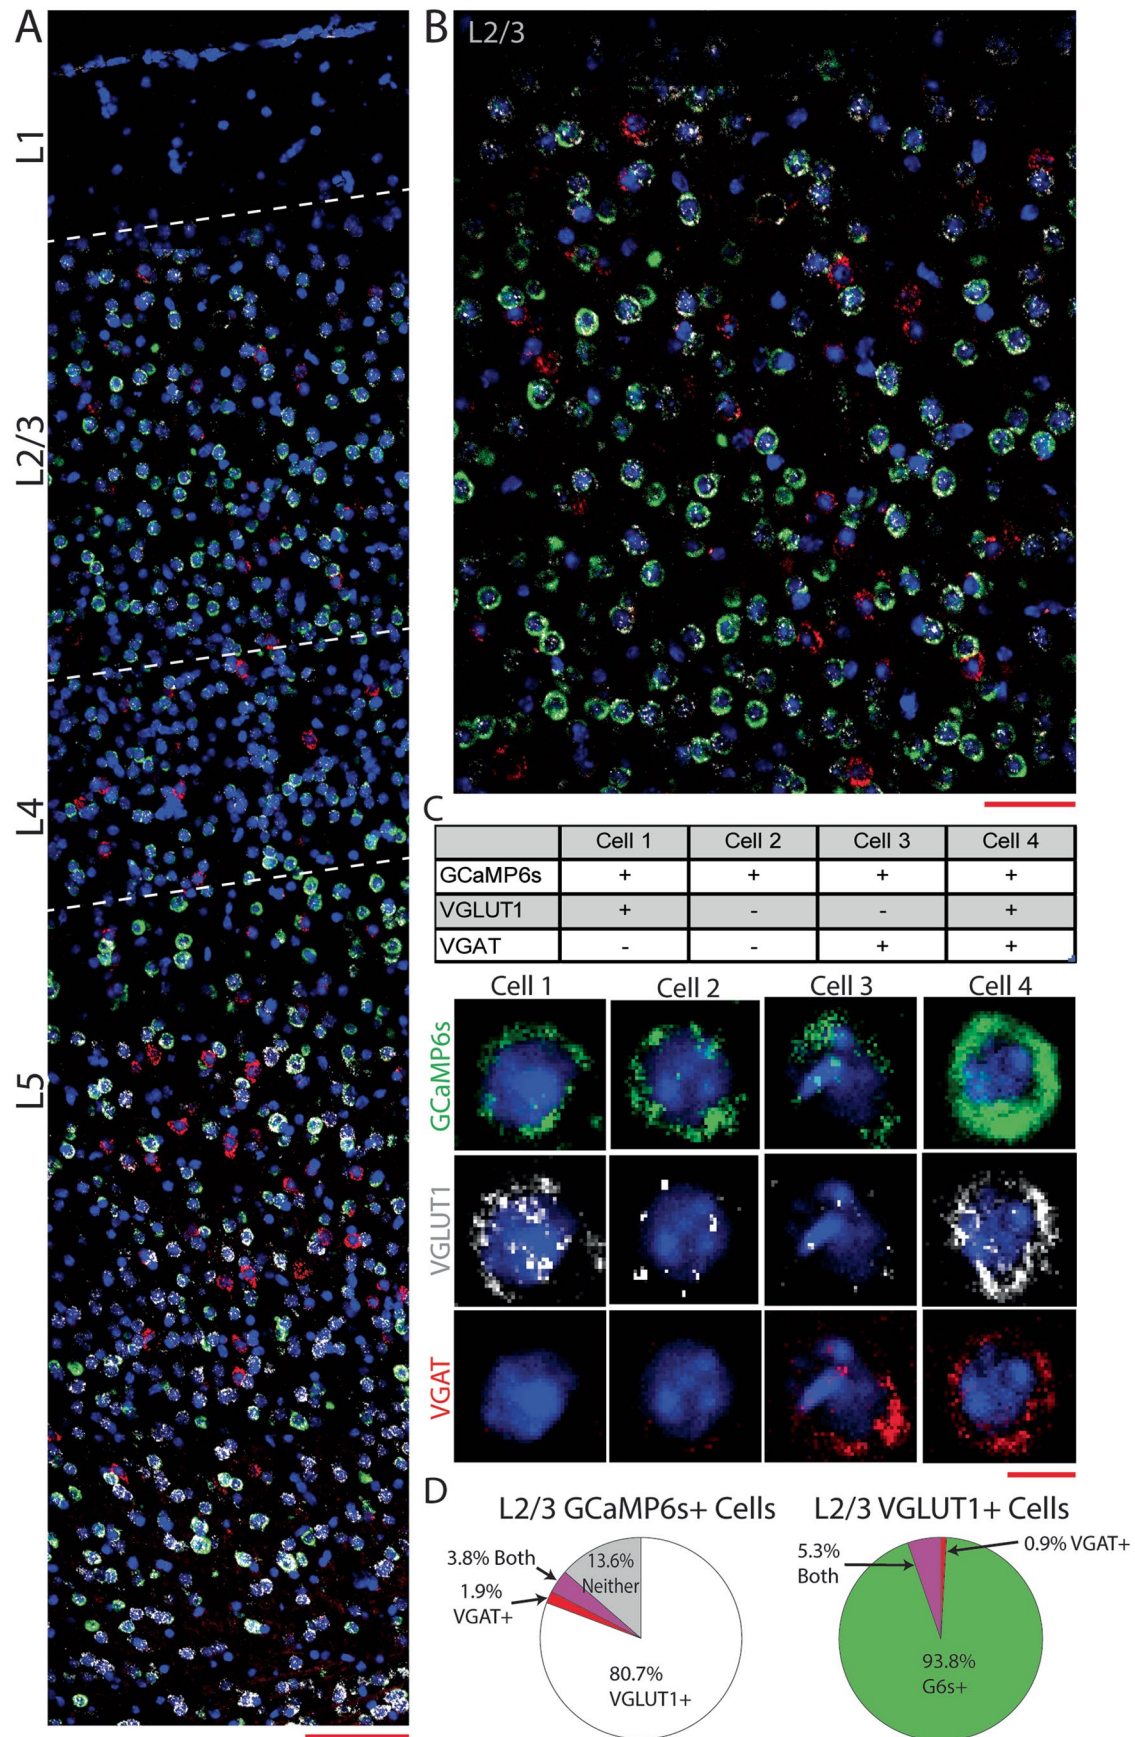 A
L1
L2/3
L4
L5
B
L2/3
C
Cell 1 Cell 2 Cell 3 Cell 4
GCaMP6s + + + +
VGLUT1 + - - +
VGAT - - + +
Cell 1 Cell 2 Cell 3 Cell 4
GCaMP6s
VGLUT1
VGAT
D
L2/3 GCaMP6s+ Cells
3.8% Both
1.9%
VGAT+
13.6%
Neither
80.7%
VGLUT1+
L2/3 VGLUT1+ Cells
5.3%
Both
0.9% VGAT+
93.8%
G6s+